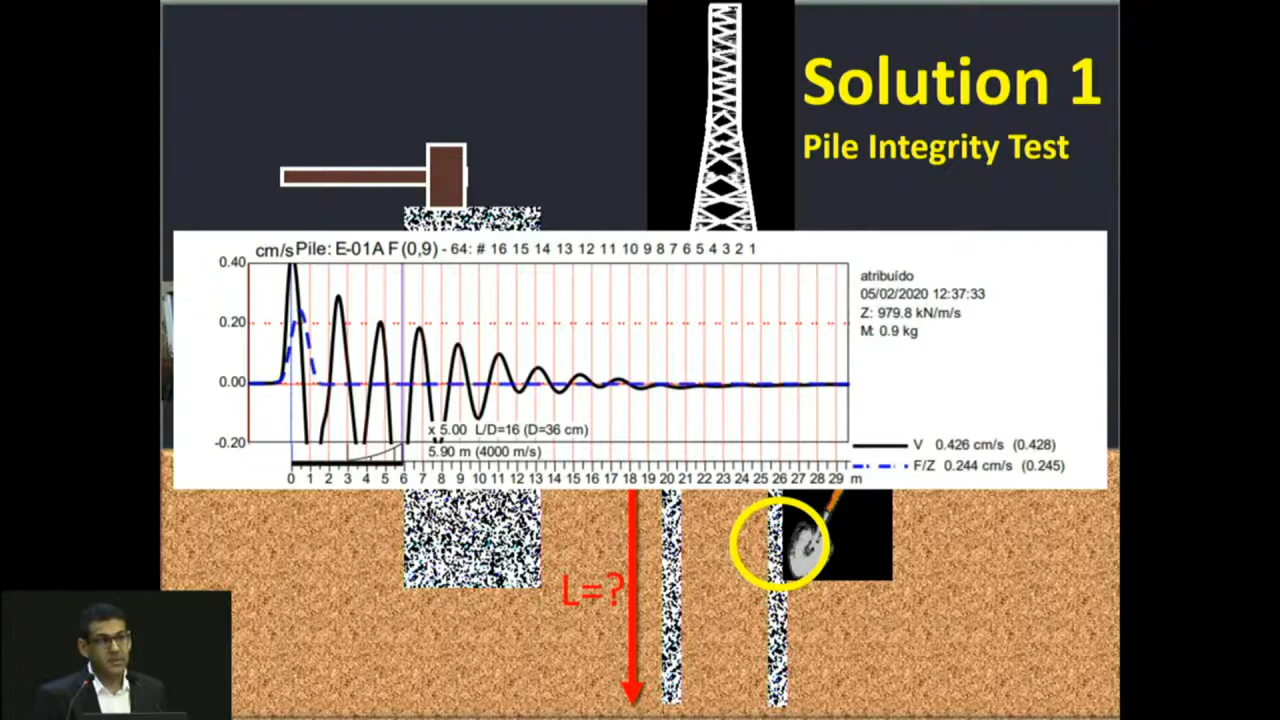 Solution 1
Pile Integrity Test
cm/s Pile: E-01A F (0,9) - 64: # 16 15 14 13 12 11 10 9 8 7 6 5 4 3 2 1
0.40
0.20
0.00
-0.20
atribuído
05/02/2020 12:37:33
Z: 979.8 kN/m/s
M: 0.9 kg
x 5.00 L/D=16 (D=36 cm)
5.90 m (4000 m/s)
V 0.426 cm/s (0.428)
F/Z 0.244 cm/s (0.245)
0 1 2 3 4 5 6 7 8 9 10 11 12 13 14 15 16 17 18 19 20 21 22 23 24 25 26 27 28 29 m
L=?